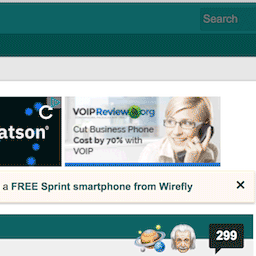 Search
atson®
VOIPReview.org
Cut Business Phone
Cost by 70% with
VOIP
a FREE Sprint smartphone from Wirefly
×
299